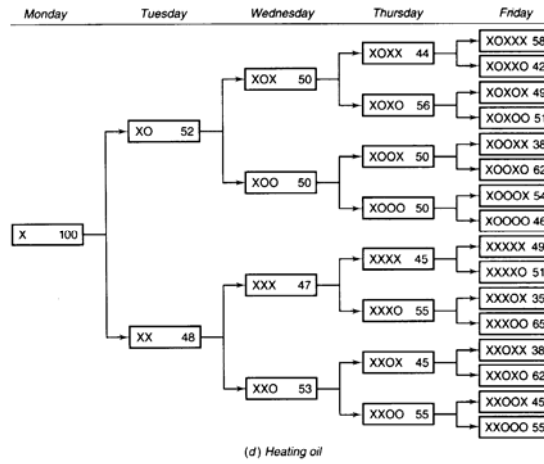 Monday Tuesday Wednesday Thursday Friday
XOXXX 58
XOXX 44
XOXXO 42
XOX 50
XOXOX 49
XOXO 56
XOXOO 51
XO 52
XOOXX 38
XOOX 50
XOOXO 62
XOO 50
XOOOX 54
XOOO 50
XOOOO 46
X 100
XXXXX 49
XXXX 45
XXXXO 51
XXX 47
XXXOX 35
XXXO 55
XXXOO 65
XX 48
XXOXX 38
XXOX 45
XXOXO 62
XXO 53
XXOOX 45
XXOO 55
XXOOO 55
(d) Heating oil